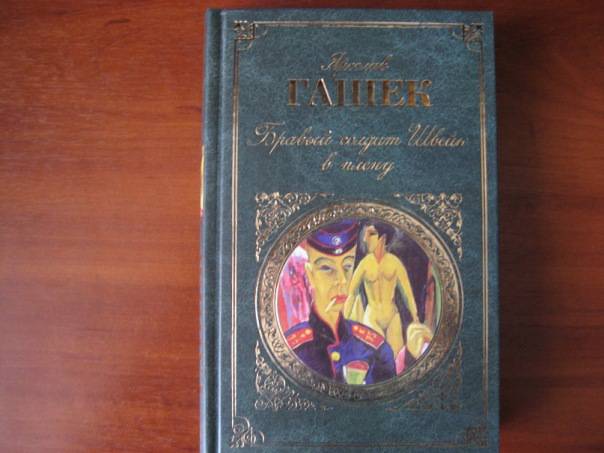 Ярослав
ГАШЕК
Бравый солдат Швейк
в плену